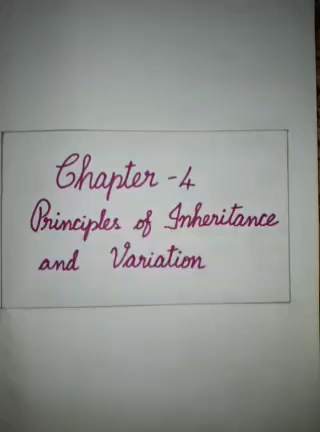 Chapter - 4
Principles of Inheritance
and Variation